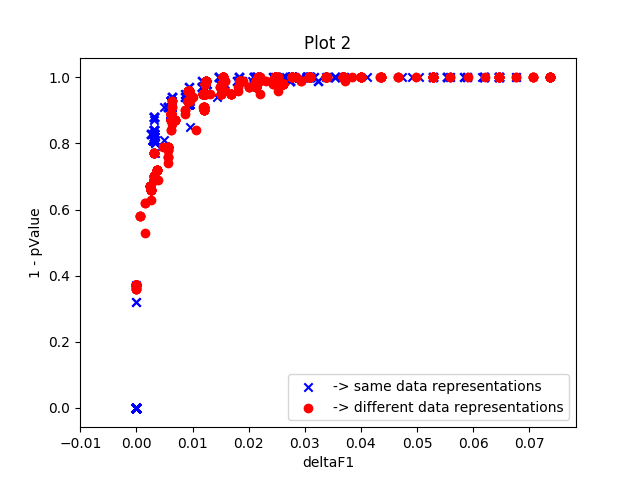 Plot 2
1 - pValue
1.0
0.8
0.6
0.4
0.2
0.0
-> same data representations
-> different data representations
−0.01 0.00 0.01 0.02 0.03 0.04 0.05 0.06 0.07
deltaF1